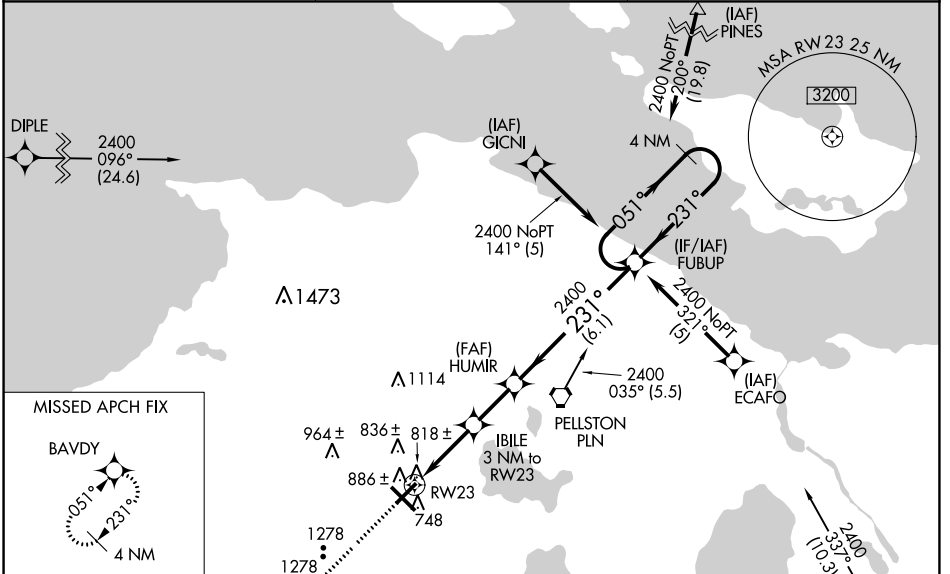 (IAF)
PINES
2400 NoPT
200°
(19.8)
MSA RW23 25 NM
3200
DIPLE
2400
096°
(24.6)
(IAF)
GICNI
4 NM
051°
231°
2400 NoPT
141° (5)
(IF/IAF)
FUBUP
1473
2400
231°
(6.1)
2400 NoPT
321°
(5)
(FAF)
HUMIR
(IAF)
ECAFO
1114
2400
035° (5.5)
PELLSTON
PLN
MISSED APCH FIX
BAVDY
051°
231°
4 NM
964 ±
836 ±
818 ±
IBILE
3 NM to
RW23
886 ±
RW23
748
1278
1278
2400
337°
(10.3)